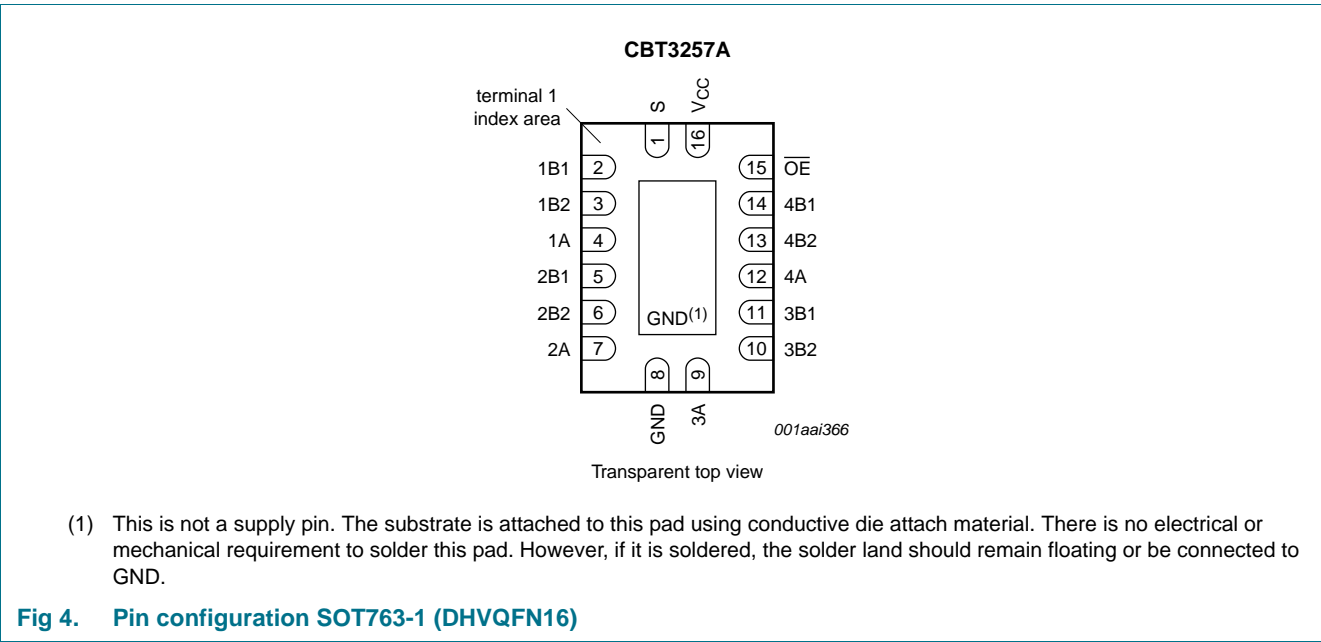 CBT3257A
terminal 1
index area
S
VCC
1
16
1B1 2 15 OE
1B2 3 14 4B1
1A 4 13 4B2
2B1 5 12 4A
2B2 6 GND(1) 11 3B1
2A 7 10 3B2
8
9
GND
3A
001aai366
Transparent top view
(1) This is not a supply pin. The substrate is attached to this pad using conductive die attach material. There is no electrical or
mechanical requirement to solder this pad. However, if it is soldered, the solder land should remain floating or be connected to
GND.
Fig 4. Pin configuration SOT763-1 (DHVQFN16)